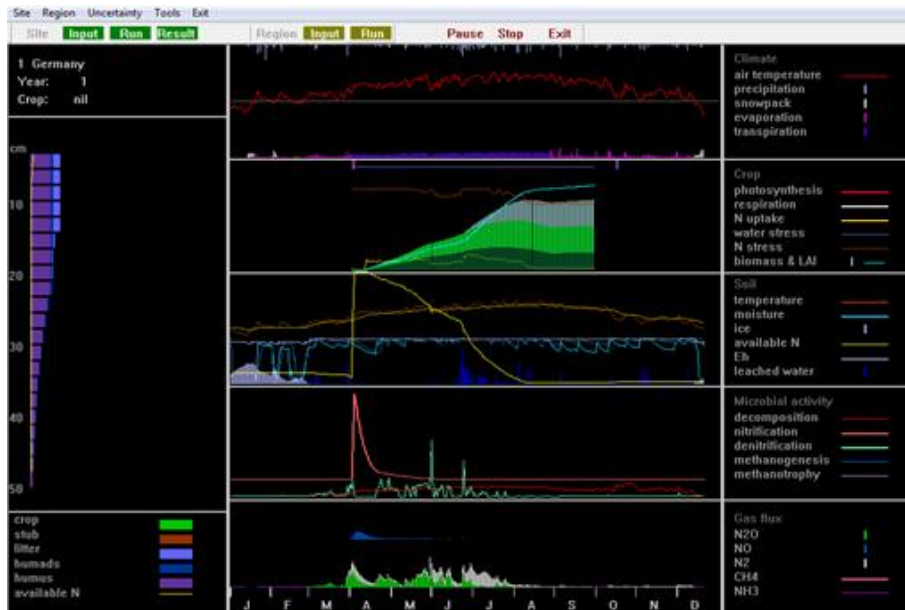 Site Region Uncertainty Tools Exit
Site Input Run Result Region Input Run Pause Stop Exit
1 Germany
Year: 1
Crop: nil
cm
10
20
30
40
50
crop
stub
litter
humads
humus
available N
J F M A M J J A S O N D
Climate
air temperature
precipitation
snowpack
evaporation
transpiration
Crop
photosynthesis
respiration
N uptake
water stress
N stress
biomass & LAI
Soil
temperature
moisture
ice
available N
Eh
leached water
Microbial activity
decomposition
nitrification
denitrification
methanogenesis
methanotrophy
Gas flux
N2O
NO
N2
CH4
NH3